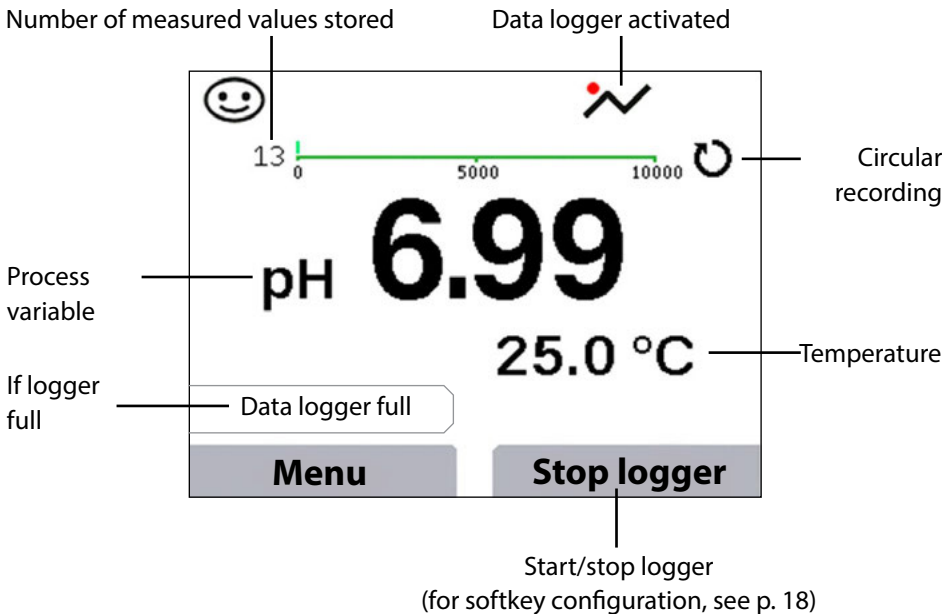 Number of measured values stored
Data logger activated
13
0
5000
10000
Circular
recording
Process
variable
pH 6.99
25.0 °C
Temperature
If logger
full
Data logger full
Menu
Stop logger
Start/stop logger
(for softkey configuration, see p. 18)